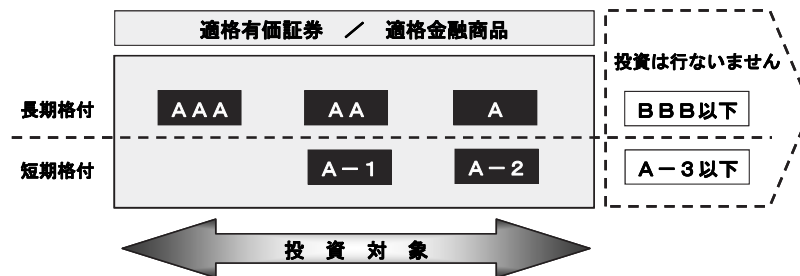 適格有価証券 / 適格金融商品
投資は行ないません
長期格付 AAA AA A BBB以下
短期格付 A－1 A－2 A－3以下
投資対象